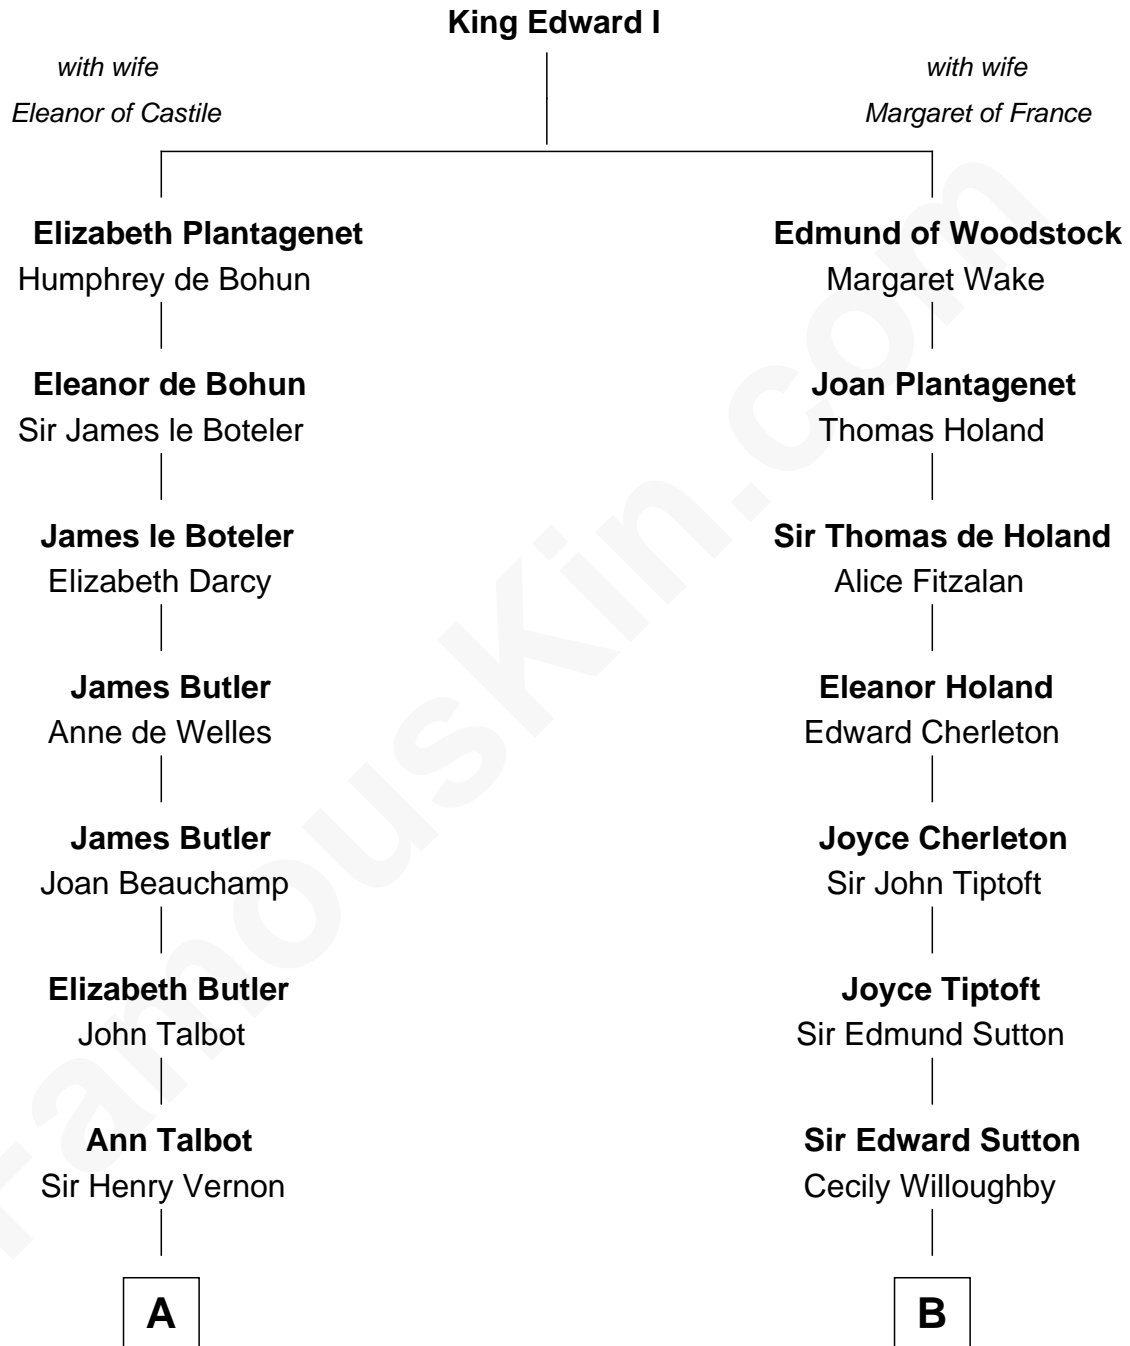 King Edward I
with wife
Eleanor of Castile
with wife
Margaret of France
Elizabeth Plantagenet
Humphrey de Bohun
Edmund of Woodstock
Margaret Wake
Eleanor de Bohun
Sir James le Boteler
Joan Plantagenet
Thomas Holand
James le Boteler
Elizabeth Darcy
Sir Thomas de Holand
Alice Fitzalan
James Butler
Anne de Welles
Eleanor Holand
Edward Cherleton
James Butler
Joan Beauchamp
Joyce Cherleton
Sir John Tiptoft
Elizabeth Butler
John Talbot
Joyce Tiptoft
Sir Edmund Sutton
Ann Talbot
Sir Henry Vernon
Sir Edward Sutton
Cecily Willoughby
A
B
FamousKin.com